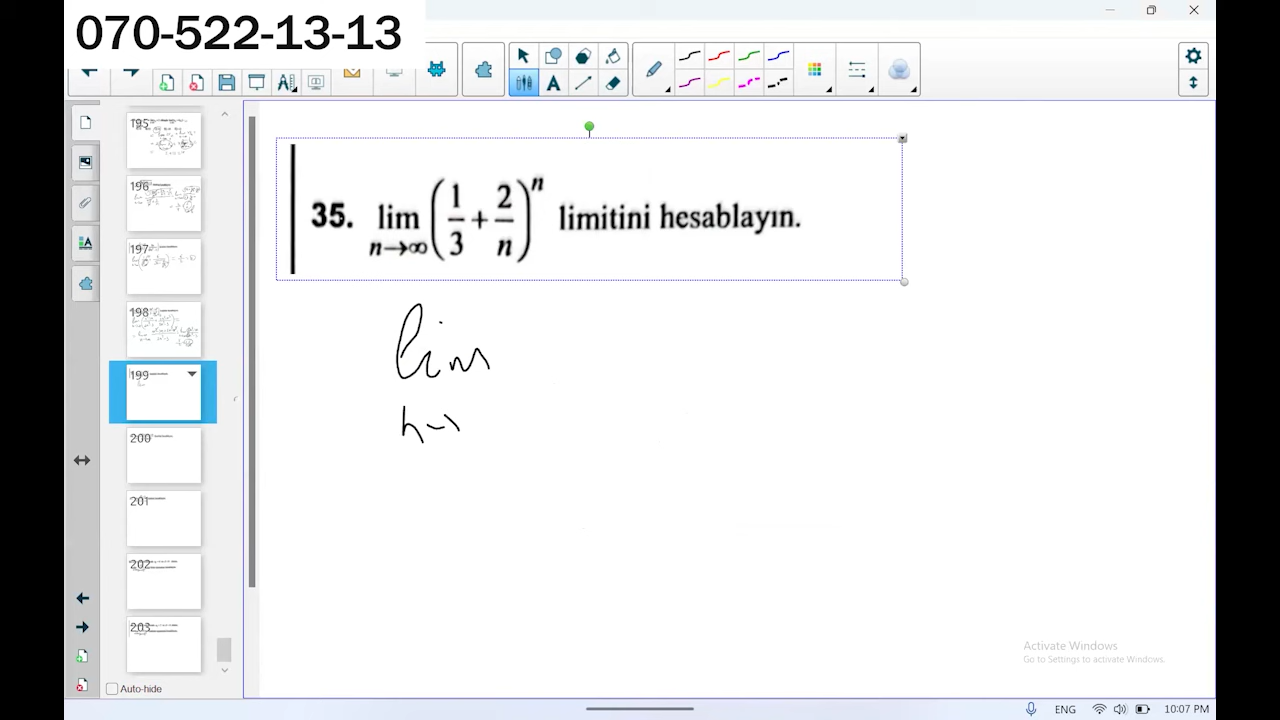 070-522-13-13
195
196
197
198
199
200
201
202
203
35. lim n→∞ (1/3 + 2/n)^n limitini hesablayın.
lim
n→
Activate Windows
Go to Settings to activate Windows.
Auto-hide
ENG
10:07 PM